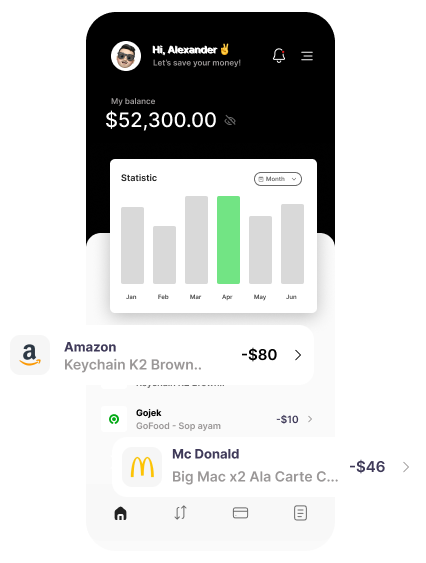 Hi, Alexander ✌️
Let's save your money!
My balance
$52,300.00
Statistic
Month
Jan Feb Mar Apr May Jun
Amazon
Keychain K2 Brown..
-$80
Keychain K2 Brown..
Gojek
GoFood - Sop ayam
-$10
Mc Donald
Big Mac x2 Ala Carte C...
-$46